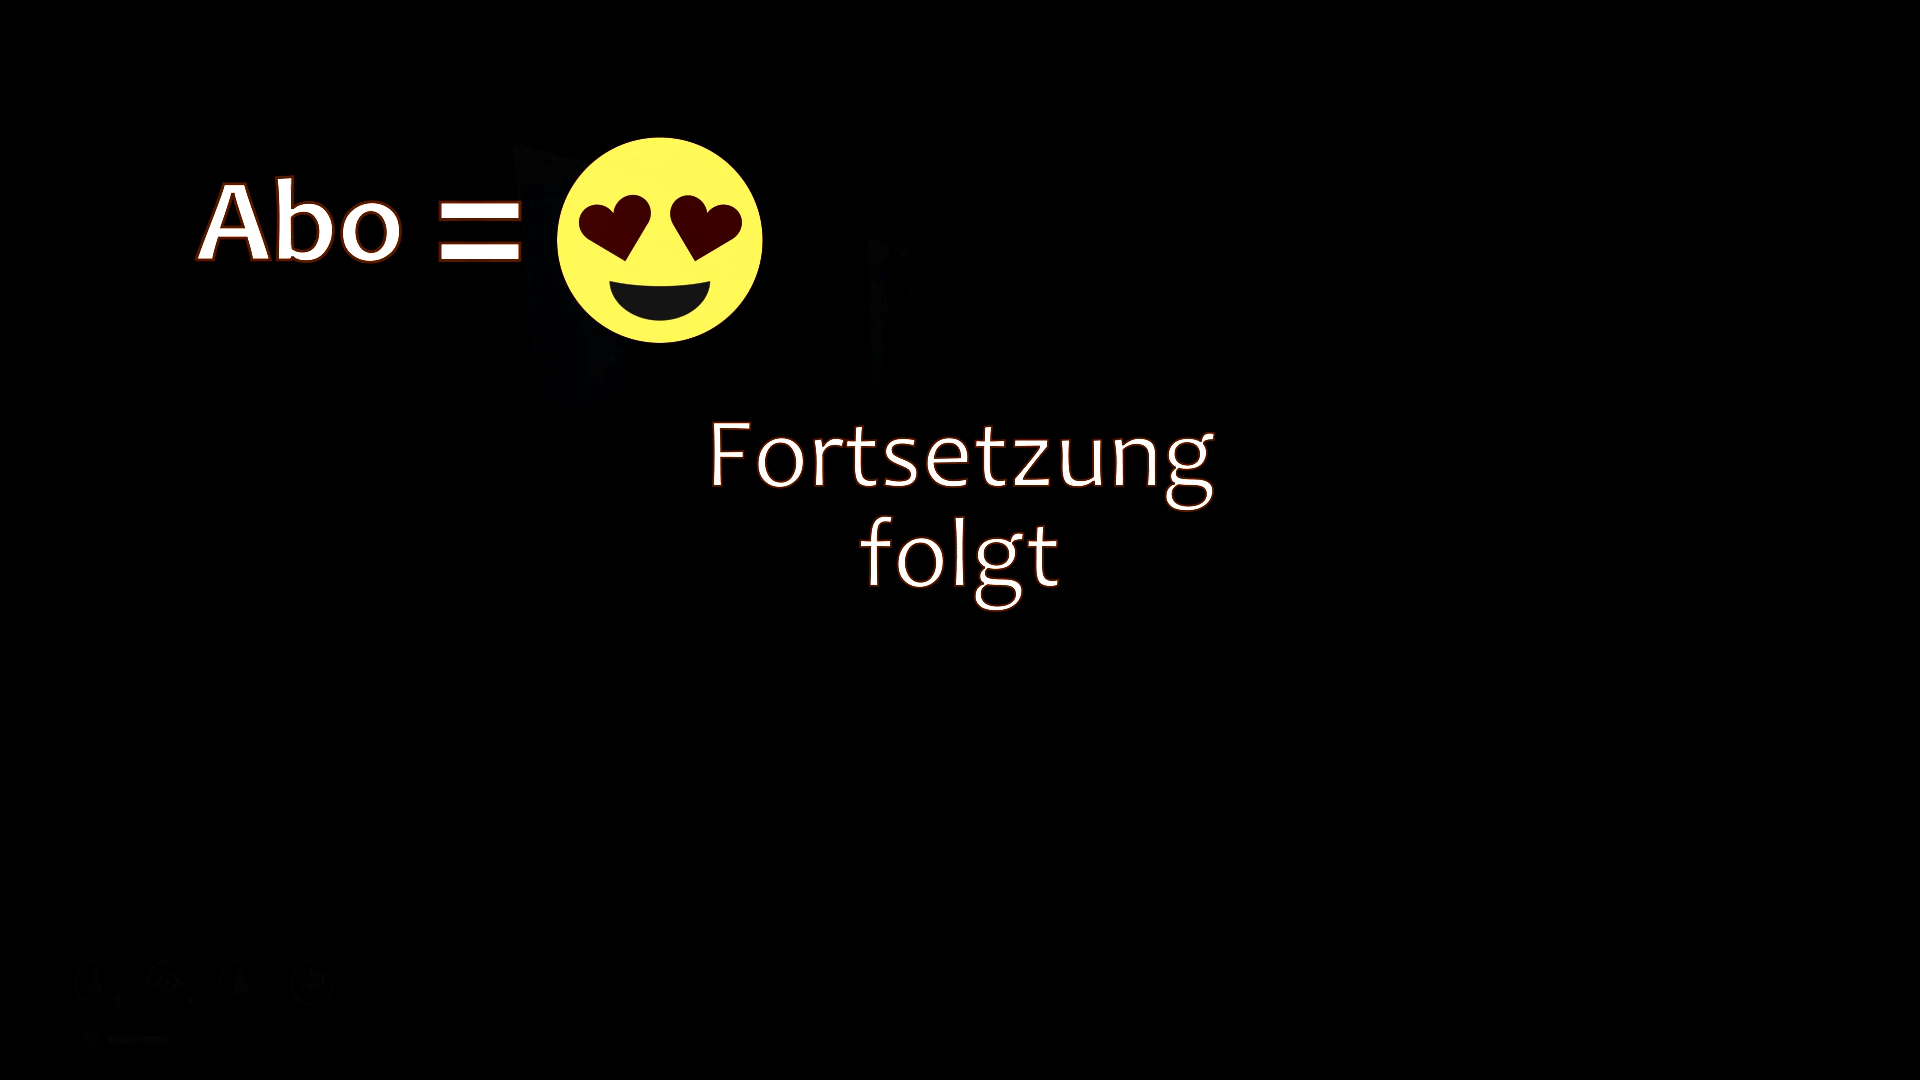 Abo = 😍
Fortsetzung
folgt